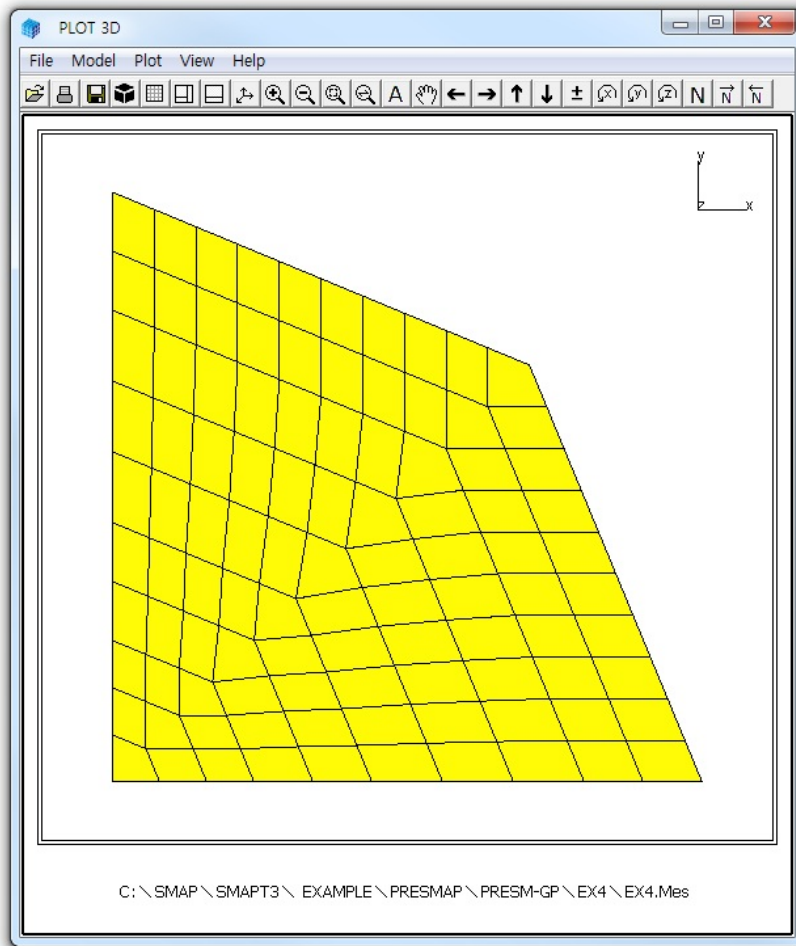 PLOT 3D
File Model Plot View Help
A ± x y z N N N
y
z x
C:\SMAP\SMAPT3\ EXAMPLE\PRESMAP\PRESM-GP\EX4\EX4.Mes